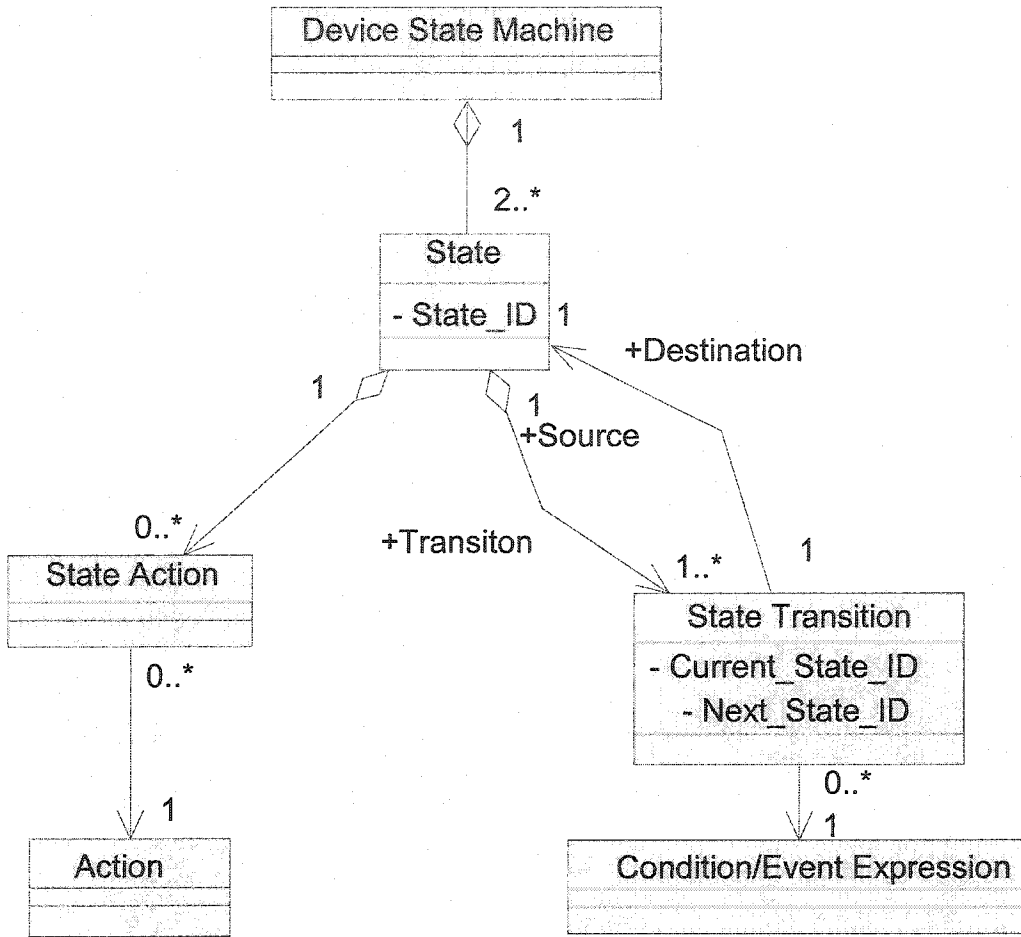 Device State Machine
1
2..*
State
- State_ID
1
+Destination
1
1
+Source
0..*
+Transiton
1..*
1
State Action
State Transition
- Current_State_ID
- Next_State_ID
0..*
0..*
1
1
Action
Condition/Event Expression